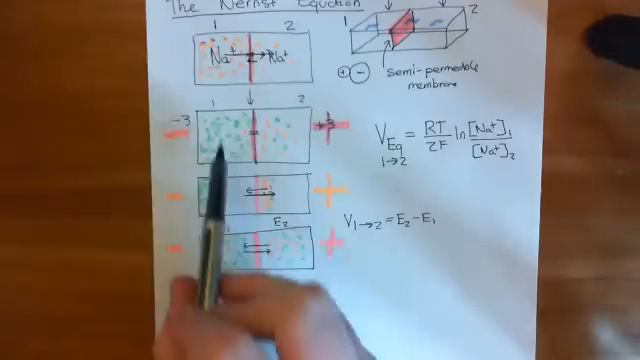 The Nernst Equation
1 2
Na⁺ → Na⁺
1 2
+ -
semi-permeable
membrane
1 2
-3 +3
V Eq 1→2 = RT/ZF ln [Na⁺]₁/[Na⁺]₂
- +
E₂
V₁→₂ = E₂ - E₁
- +